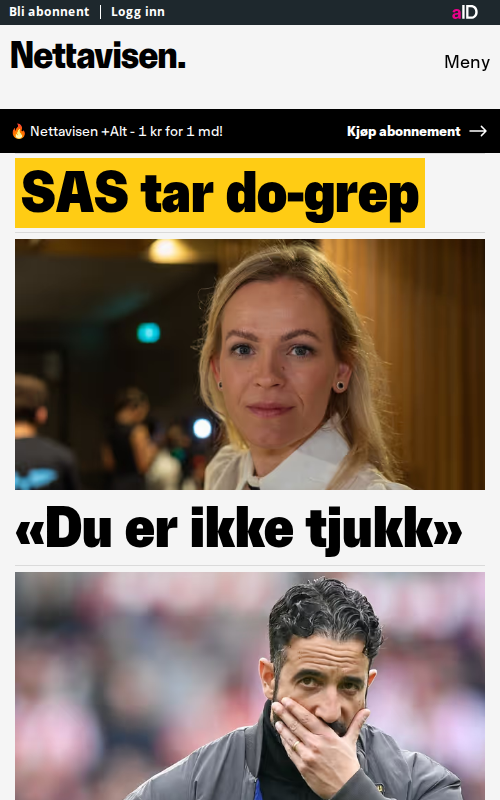 Bli abonnent | Logg inn
aID
Nettavisen.
Meny
🔥 Nettavisen +Alt - 1 kr for 1 md!
Kjøp abonnement →
SAS tar do-grep
«Du er ikke tjukk»